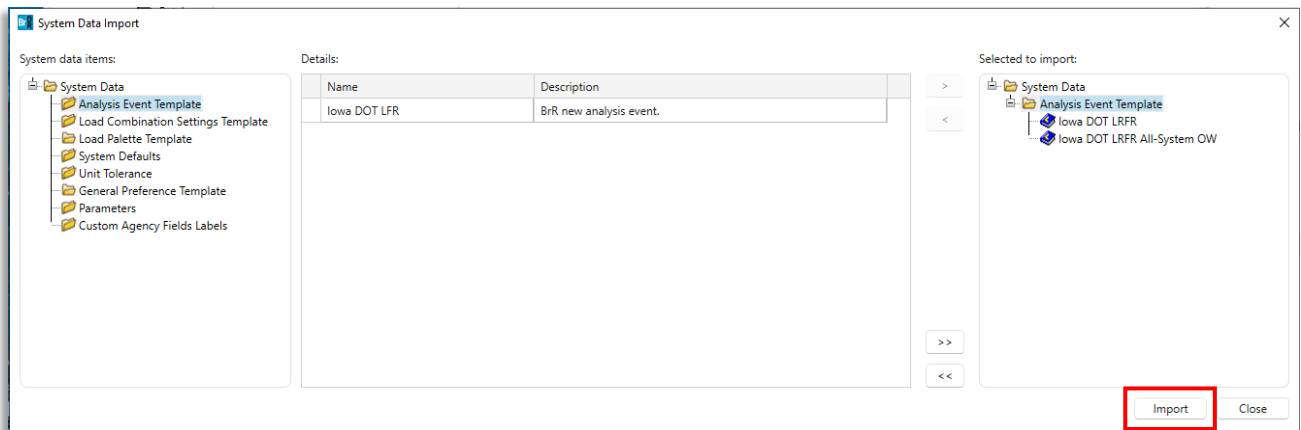 BrR System Data Import
System data items:
System Data
Analysis Event Template
Load Combination Settings Template
Load Palette Template
System Defaults
Unit Tolerance
General Preference Template
Parameters
Custom Agency Fields Labels
Details:
Name Description
Iowa DOT LFR BrR new analysis event.
>
<
>>
<<
Selected to import:
System Data
Analysis Event Template
Iowa DOT LRFR
Iowa DOT LRFR All-System OW
Import Close